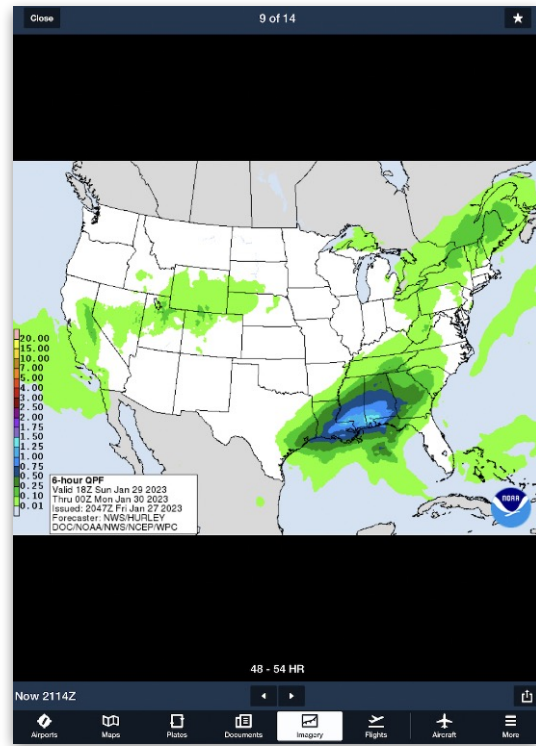 Close
9 of 14
20.00
15.00
10.00
7.00
5.00
4.00
3.00
2.50
2.00
1.75
1.50
1.25
1.00
0.75
0.50
0.25
0.10
0.01
6-hour QPF
Valid 18Z Sun Jan 29 2023
Thru 00Z Mon Jan 30 2023
Issued: 2047Z Fri Jan 27 2023
Forecaster: NWS/HURLEY
DOC/NOAA/NWS/NCEP/WPC
NOAA
48 - 54 HR
Now 2114Z
Airports
Maps
Plates
Documents
Imagery
Flights
Aircraft
More